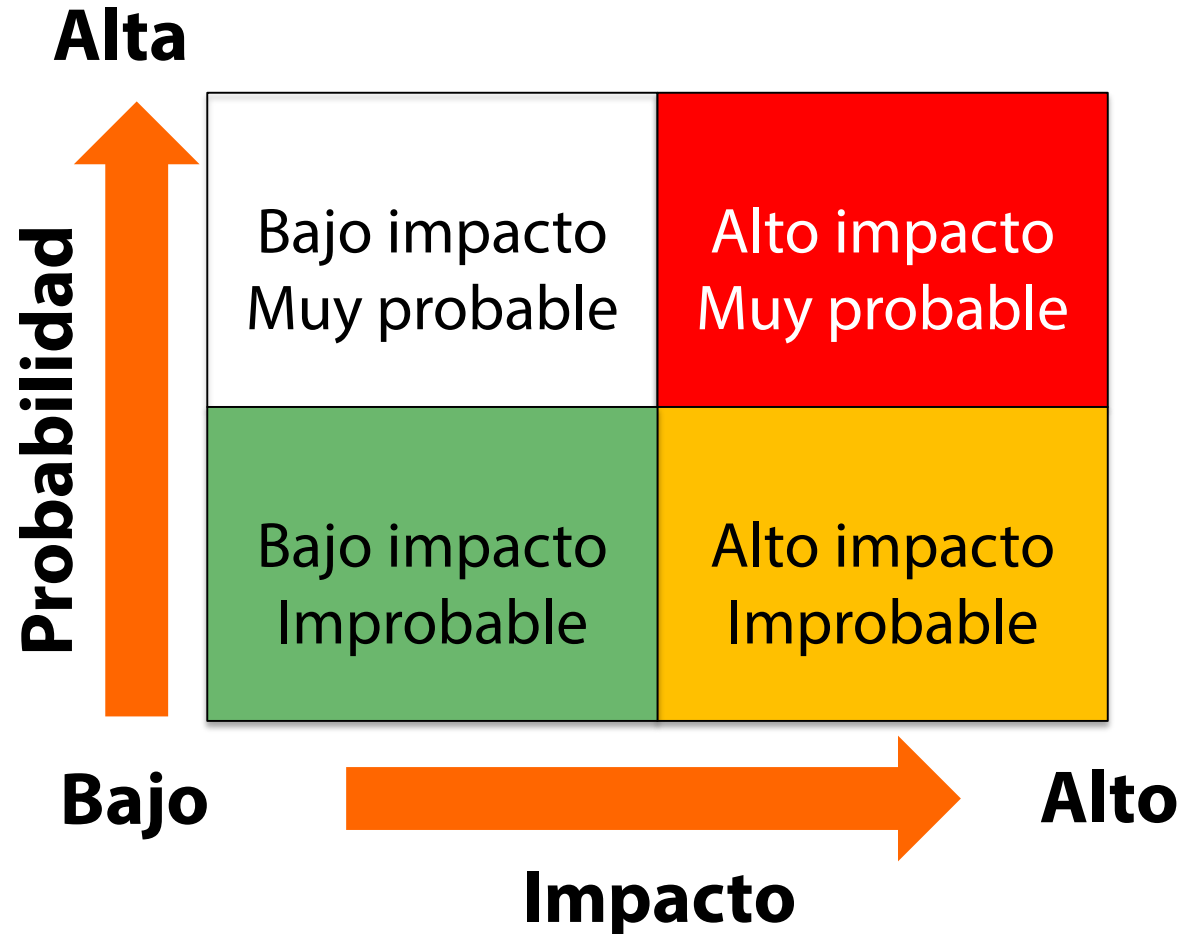 Alta
Probabilidad
Bajo impacto
Muy probable
Alto impacto
Muy probable
Bajo impacto
Improbable
Alto impacto
Improbable
Bajo
Alto
Impacto